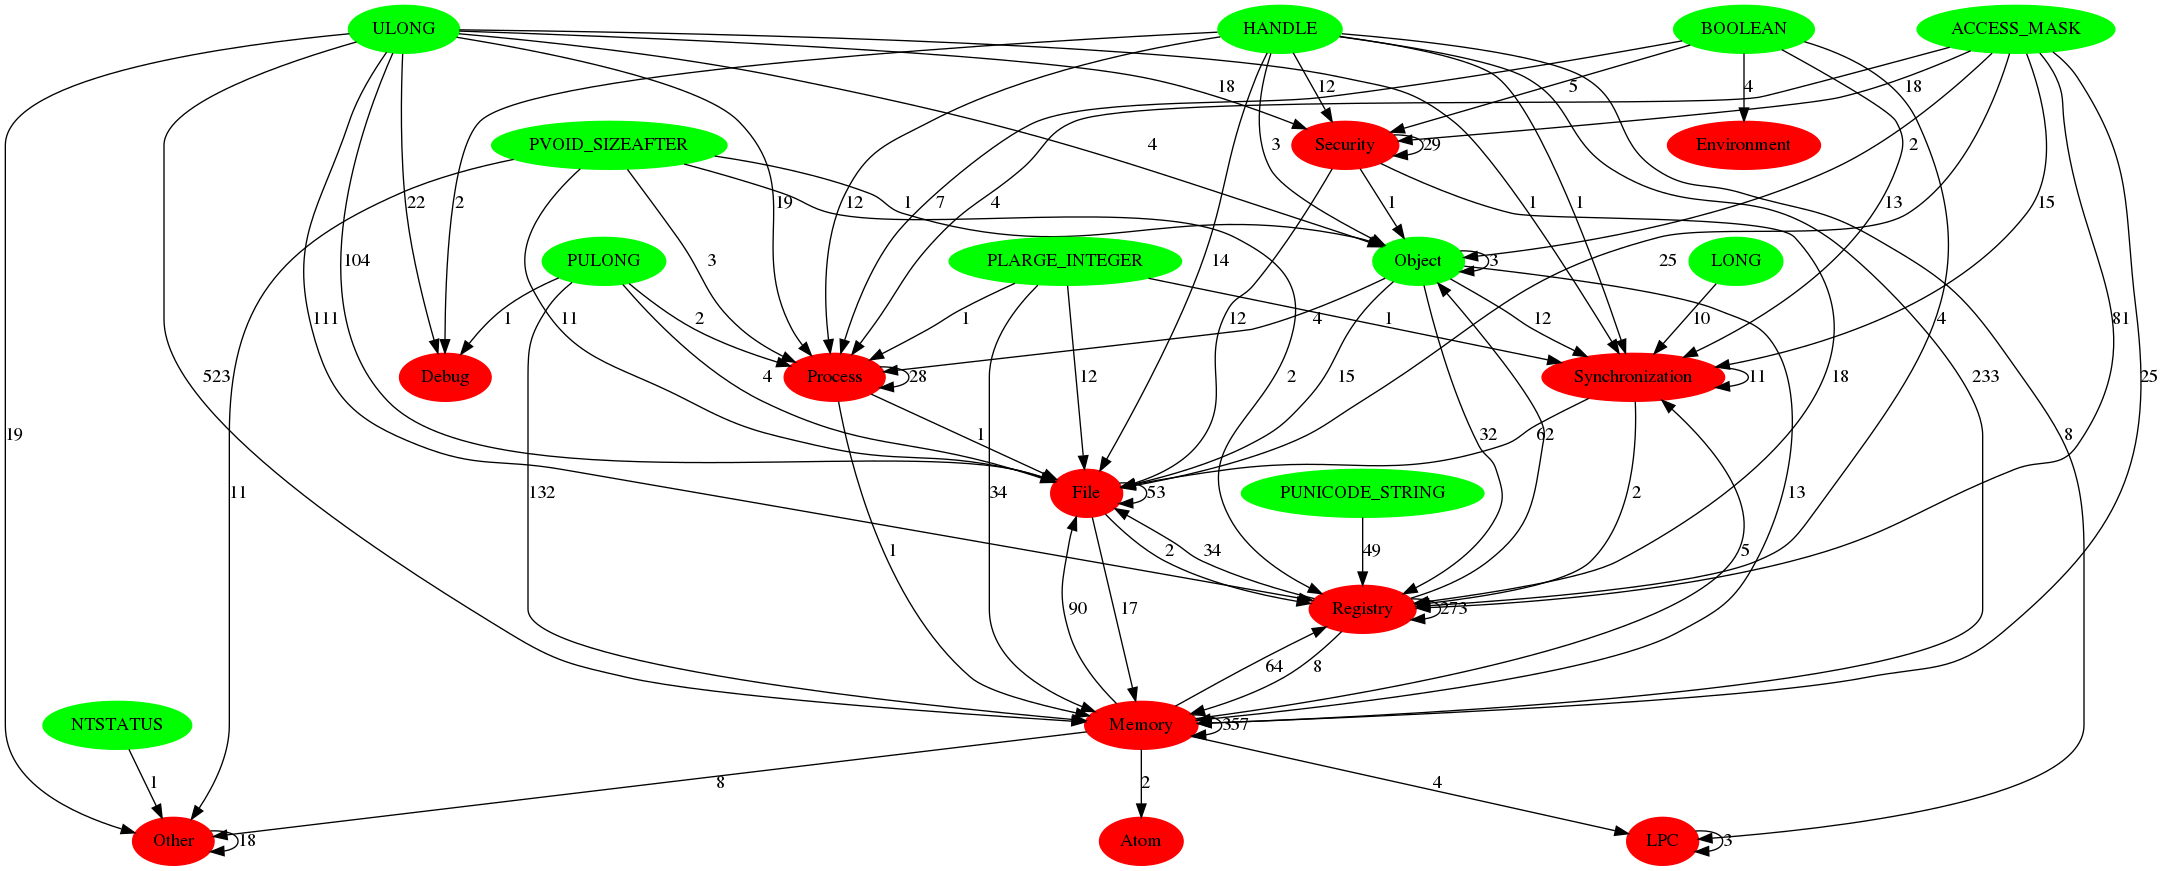 ULONG HANDLE BOOLEAN ACCESS_MASK
18 12 5 4 18
PVOID_SIZEAFTER Security 29 Environment
4 3 2
19 22 2 19 12 7 4 1 1 1 1 13 15
PULONG 3 PLARGE_INTEGER Object 3 LONG
104 14 25
111 1 11 2 1 12 4 1 12 10 4 81
Debug Process 28 Synchronization 11
523 4 12 15 18 233 25
19 1 32 62 8
132 11 34 File 53 PUNICODE_STRING 2 13
1 2 34 49 5
90 17 Registry 273
64 8
NTSTATUS Memory 357
1 8 2 4
Other 18 Atom LPC 3